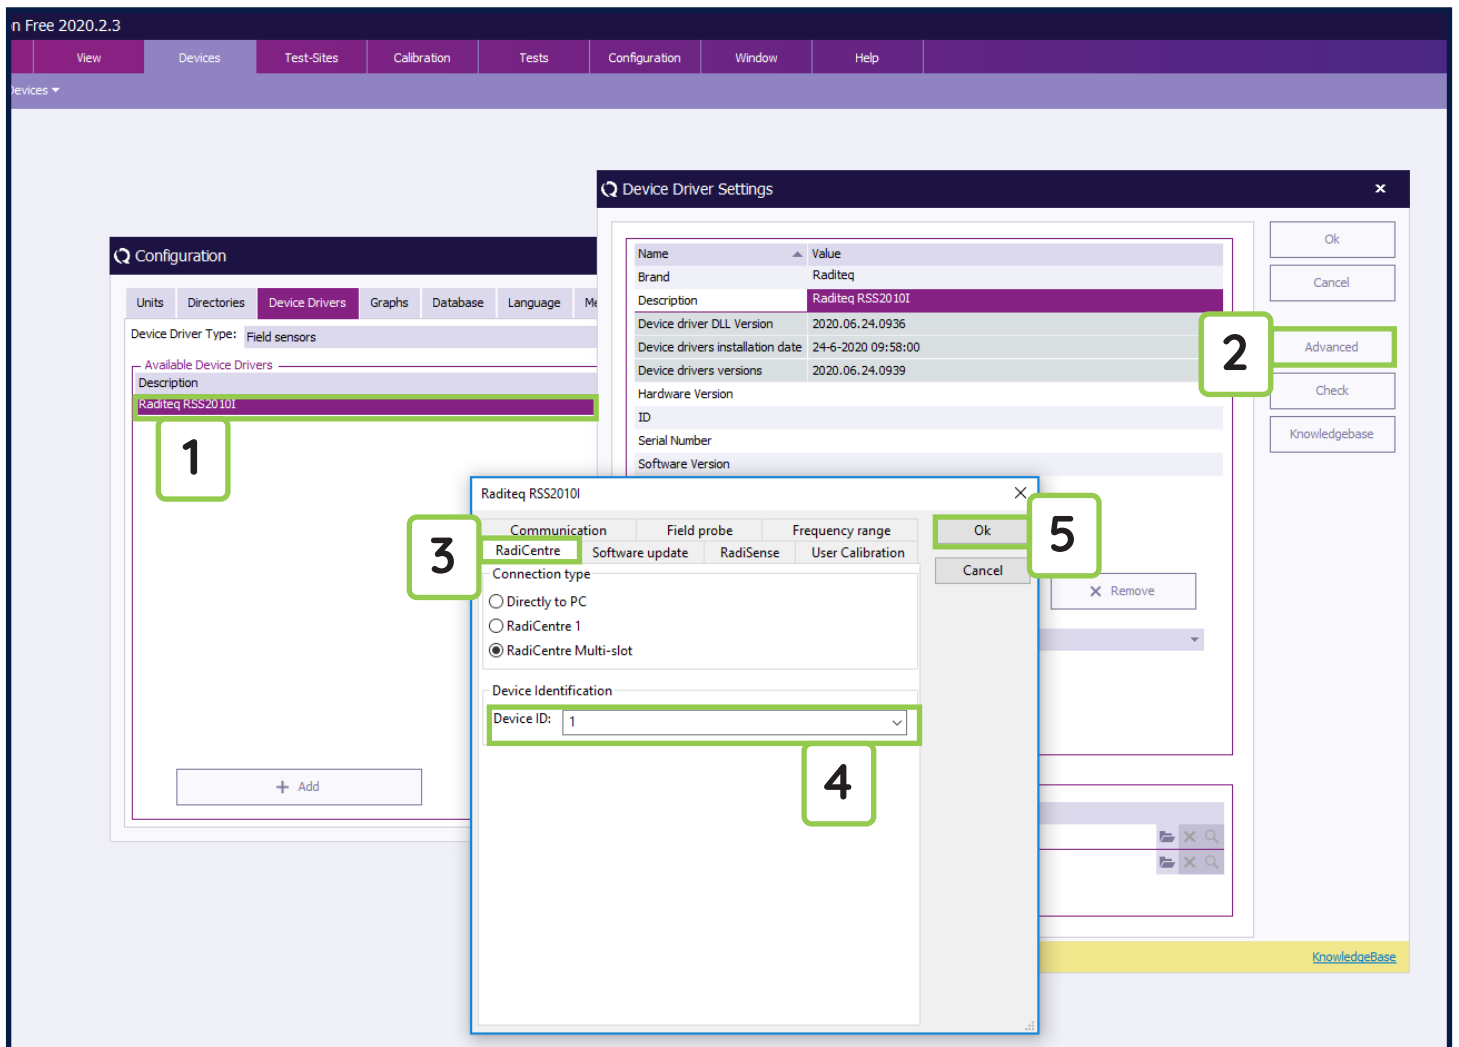 n Free 2020.2.3
View Devices Test-Sites Calibration Tests Configuration Window Help
Devices
Device Driver Settings
Ok
Cancel
2
Advanced
Check
Knowledgebase
Name Value
Brand Raditeq
Description Raditeq RSS2010I
Device driver DLL Version 2020.06.24.0936
Device drivers installation date 24-6-2020 09:58:00
Device drivers versions 2020.06.24.0939
Hardware Version
ID
Serial Number
Software Version
Remove
KnowledgeBase
Configuration
Units Directories Device Drivers Graphs Database Language Me
Device Driver Type: Field sensors
Available Device Drivers
Description
Raditeq RSS2010I
1
Add
Raditeq RSS2010I
Communication Field probe Frequency range
3
RadiCentre Software update RadiSense User Calibration
Ok
5
Cancel
Connection type
Directly to PC
RadiCentre 1
RadiCentre Multi-slot
Device Identification
Device ID: 1
4